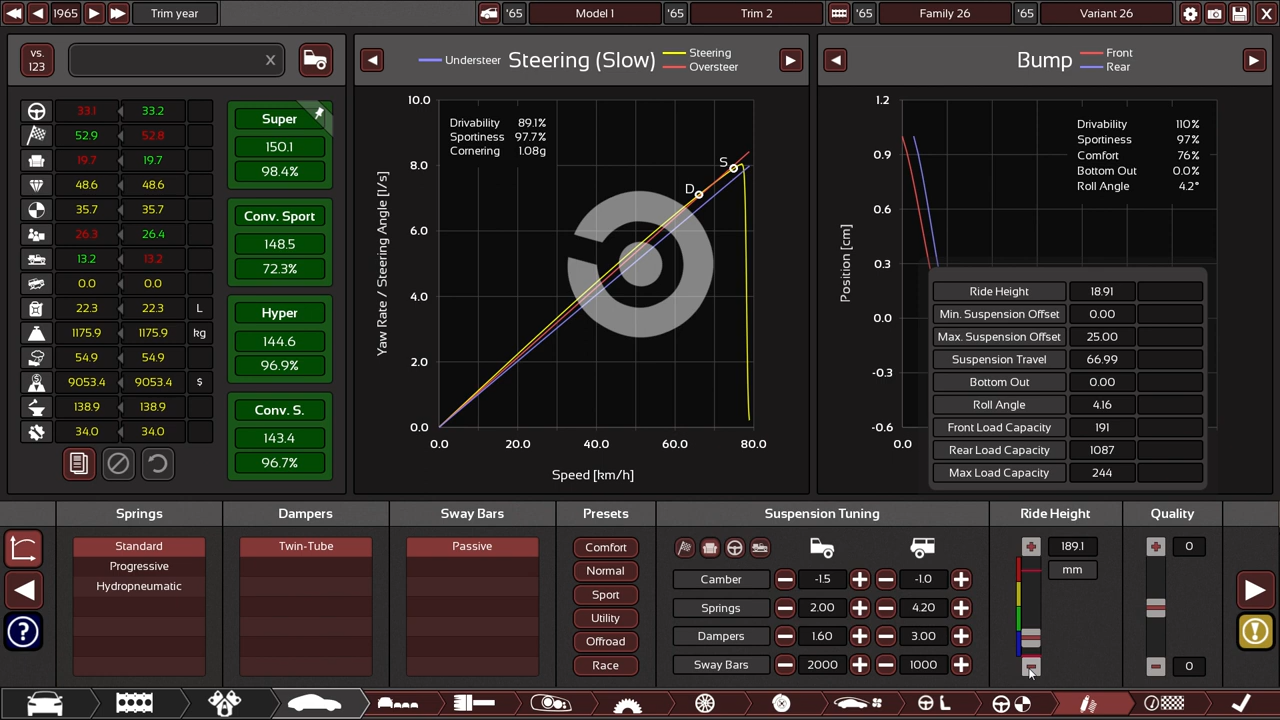 1965
Trim year
'65
Model 1
'65
Trim 2
'65
Family 26
'65
Variant 26
vs.
123
x
33.1 33.2
52.9 52.8
19.7 19.7
48.6 48.6
35.7 35.7
26.3 26.4
13.2 13.2
0.0 0.0
22.3 22.3 L
1175.9 1175.9 kg
54.9 54.9
9053.4 9053.4 $
138.9 138.9
34.0 34.0
Super
150.1
98.4%
Conv. Sport
148.5
72.3%
Hyper
144.6
96.9%
Conv. S.
143.4
96.7%
Understeer
Steering (Slow)
Steering
Oversteer
Drivability 89.1%
Sportiness 97.7%
Cornering 1.08g
Yaw Rate / Steering Angle [1/s]
10.0
8.0
6.0
4.0
2.0
0.0
S
D
0.0 20.0 40.0 60.0 80.0
Speed [km/h]
Bump
Front
Rear
Drivability 110%
Sportiness 97%
Comfort 76%
Bottom Out 0.0%
Roll Angle 4.2°
Position [cm]
1.2
0.9
0.6
0.3
0.0
-0.3
-0.6
0.0
Ride Height 18.91
Min. Suspension Offset 0.00
Max. Suspension Offset 25.00
Suspension Travel 66.99
Bottom Out 0.00
Roll Angle 4.16
Front Load Capacity 191
Rear Load Capacity 1087
Max Load Capacity 244
Springs
Standard
Progressive
Hydropneumatic
Dampers
Twin-Tube
Sway Bars
Passive
Presets
Comfort
Normal
Sport
Utility
Offroad
Race
Suspension Tuning
Camber -1.5 -1.0
Springs 2.00 4.20
Dampers 1.60 3.00
Sway Bars 2000 1000
Ride Height
189.1
mm
Quality
0
0
?